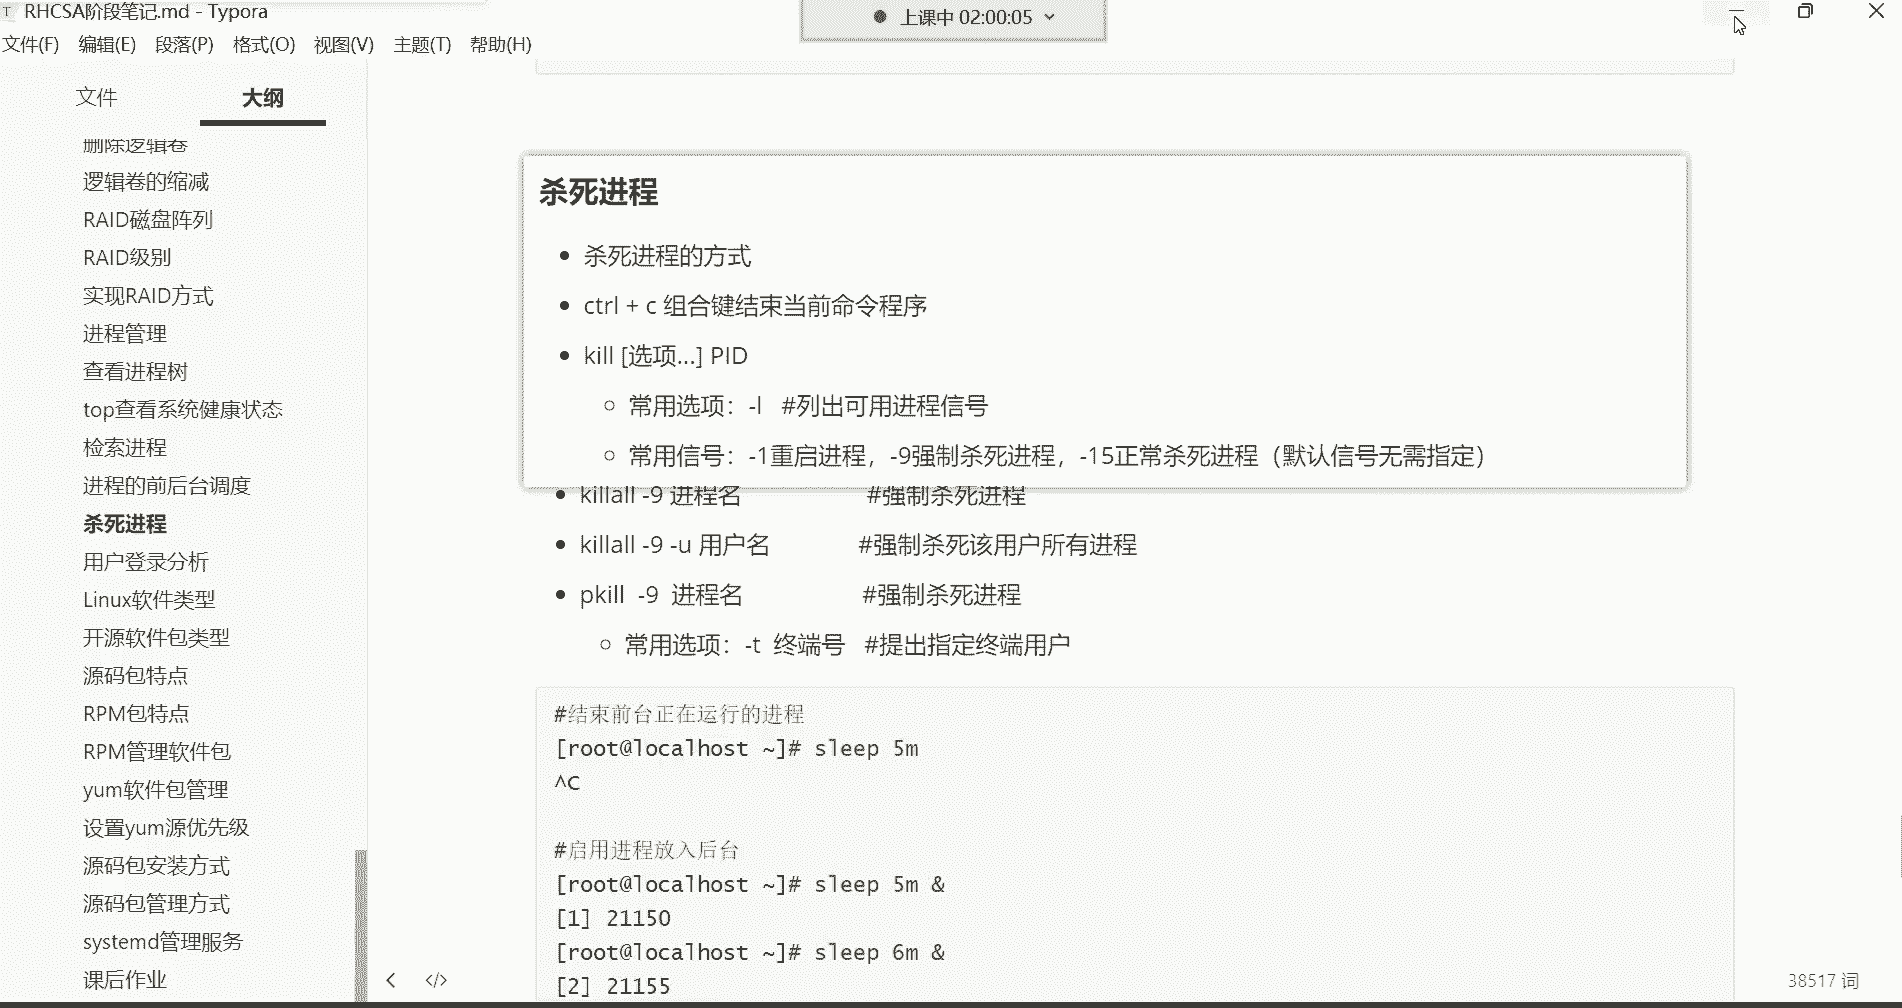 RHCSA阶段笔记.md - Typora
上课中 02:00:05
文件(F) 编辑(E) 段落(P) 格式(O) 视图(V) 主题(T) 帮助(H)
文件 大纲
删除逻辑卷
逻辑卷的缩减
RAID磁盘阵列
RAID级别
实现RAID方式
进程管理
查看进程树
top查看系统健康状态
检索进程
进程的前后台调度
杀死进程
用户登录分析
Linux软件类型
开源软件包类型
源码包特点
RPM包特点
RPM管理软件包
yum软件包管理
设置yum源优先级
源码包安装方式
源码包管理方式
systemd管理服务
课后作业
杀死进程
杀死进程的方式
ctrl + c 组合键结束当前命令程序
kill [选项...] PID
常用选项：-l #列出可用进程信号
常用信号：-1重启进程，-9强制杀死进程，-15正常杀死进程（默认信号无需指定）
killall -9 进程名 #强制杀死进程
killall -9 -u 用户名 #强制杀死该用户所有进程
pkill -9 进程名 #强制杀死进程
常用选项：-t 终端号 #提出指定终端用户
#结束前台正在运行的进程
[root@localhost ~]# sleep 5m
^C
#启用进程放入后台
[root@localhost ~]# sleep 5m &
[1] 21150
[root@localhost ~]# sleep 6m &
[2] 21155
38517 词